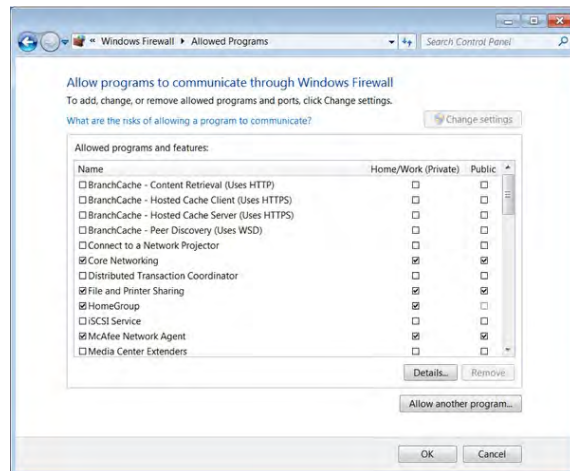 « Windows Firewall ▸ Allowed Programs
Search Control Panel
Allow programs to communicate through Windows Firewall
To add, change, or remove allowed programs and ports, click Change settings.
What are the risks of allowing a program to communicate?
Change settings
Allowed programs and features:
Name Home/Work (Private) Public
BranchCache - Content Retrieval (Uses HTTP)
BranchCache - Hosted Cache Client (Uses HTTPS)
BranchCache - Hosted Cache Server (Uses HTTPS)
BranchCache - Peer Discovery (Uses WSD)
Connect to a Network Projector
Core Networking
Distributed Transaction Coordinator
File and Printer Sharing
HomeGroup
iSCSI Service
McAfee Network Agent
Media Center Extenders
Details... Remove
Allow another program...
OK Cancel